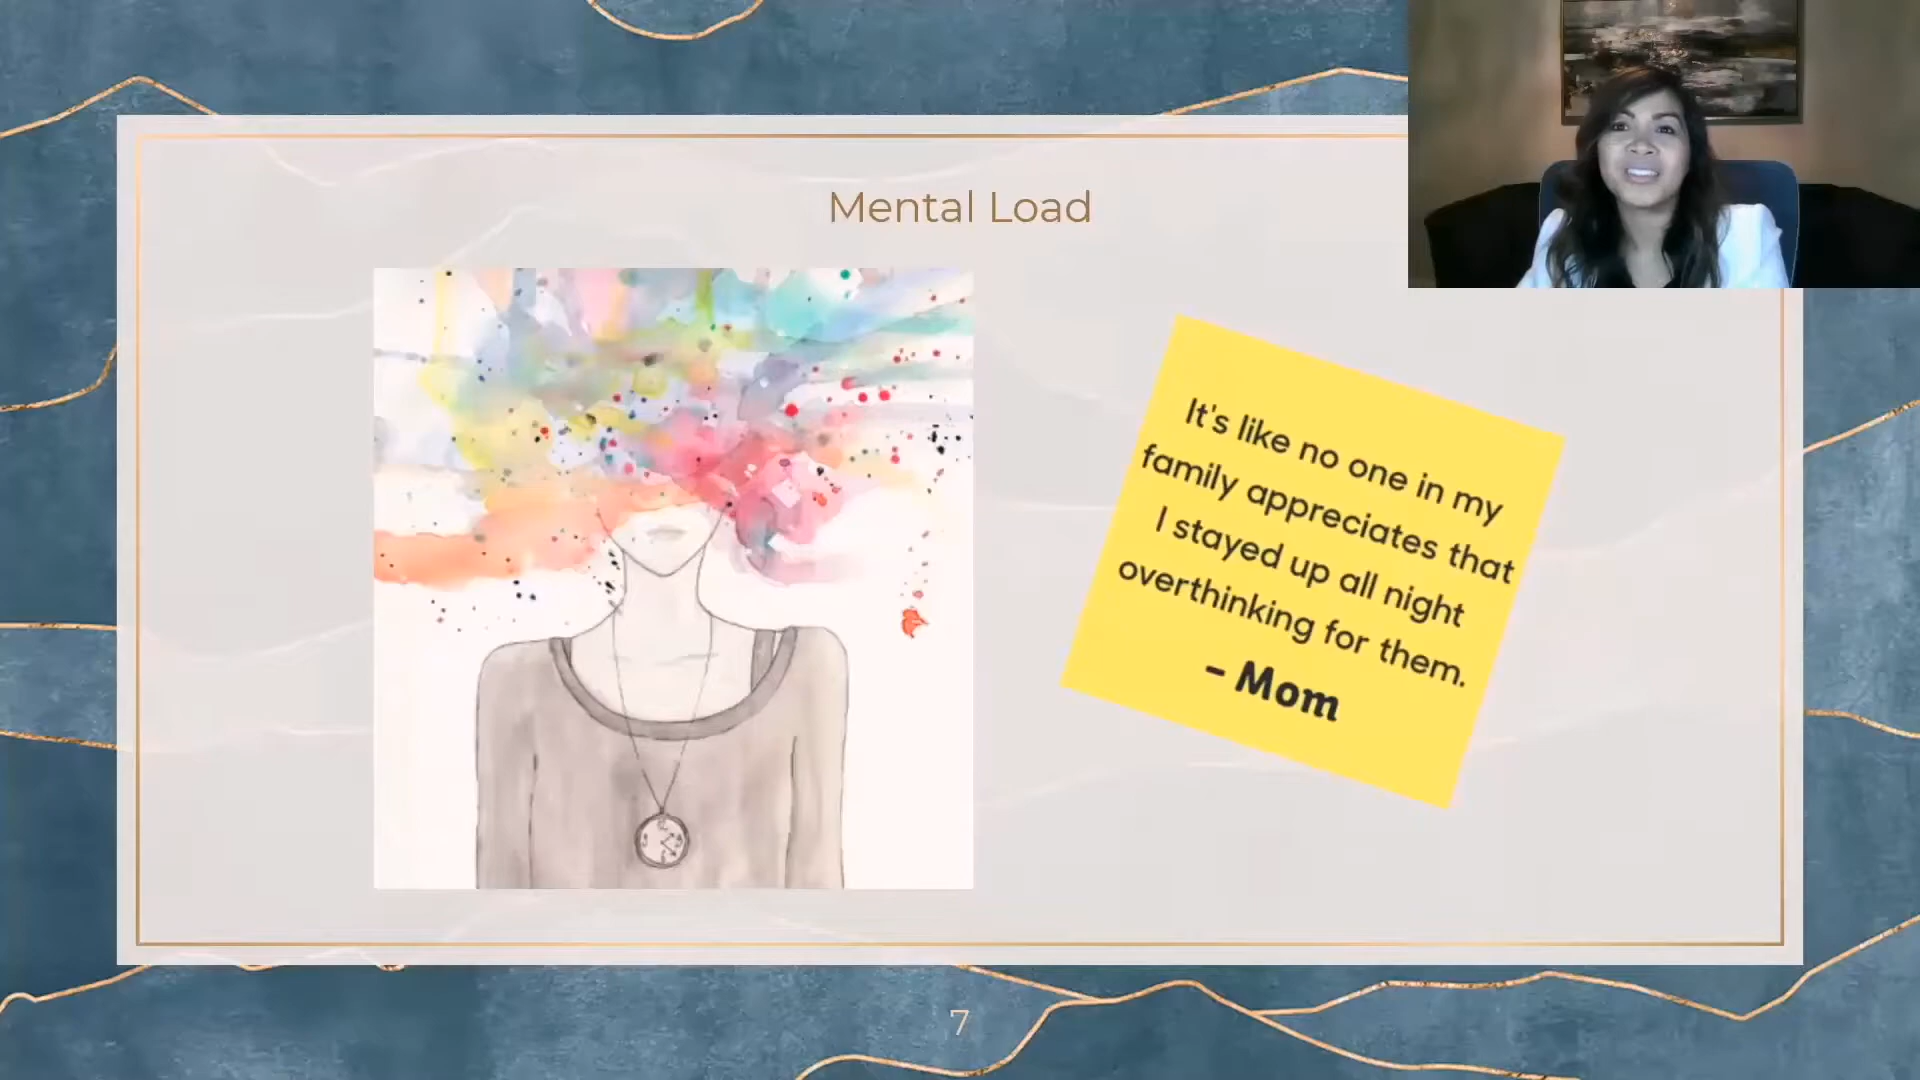 Mental Load
It's like no one in my
family appreciates that
I stayed up all night
overthinking for them.
- Mom
7